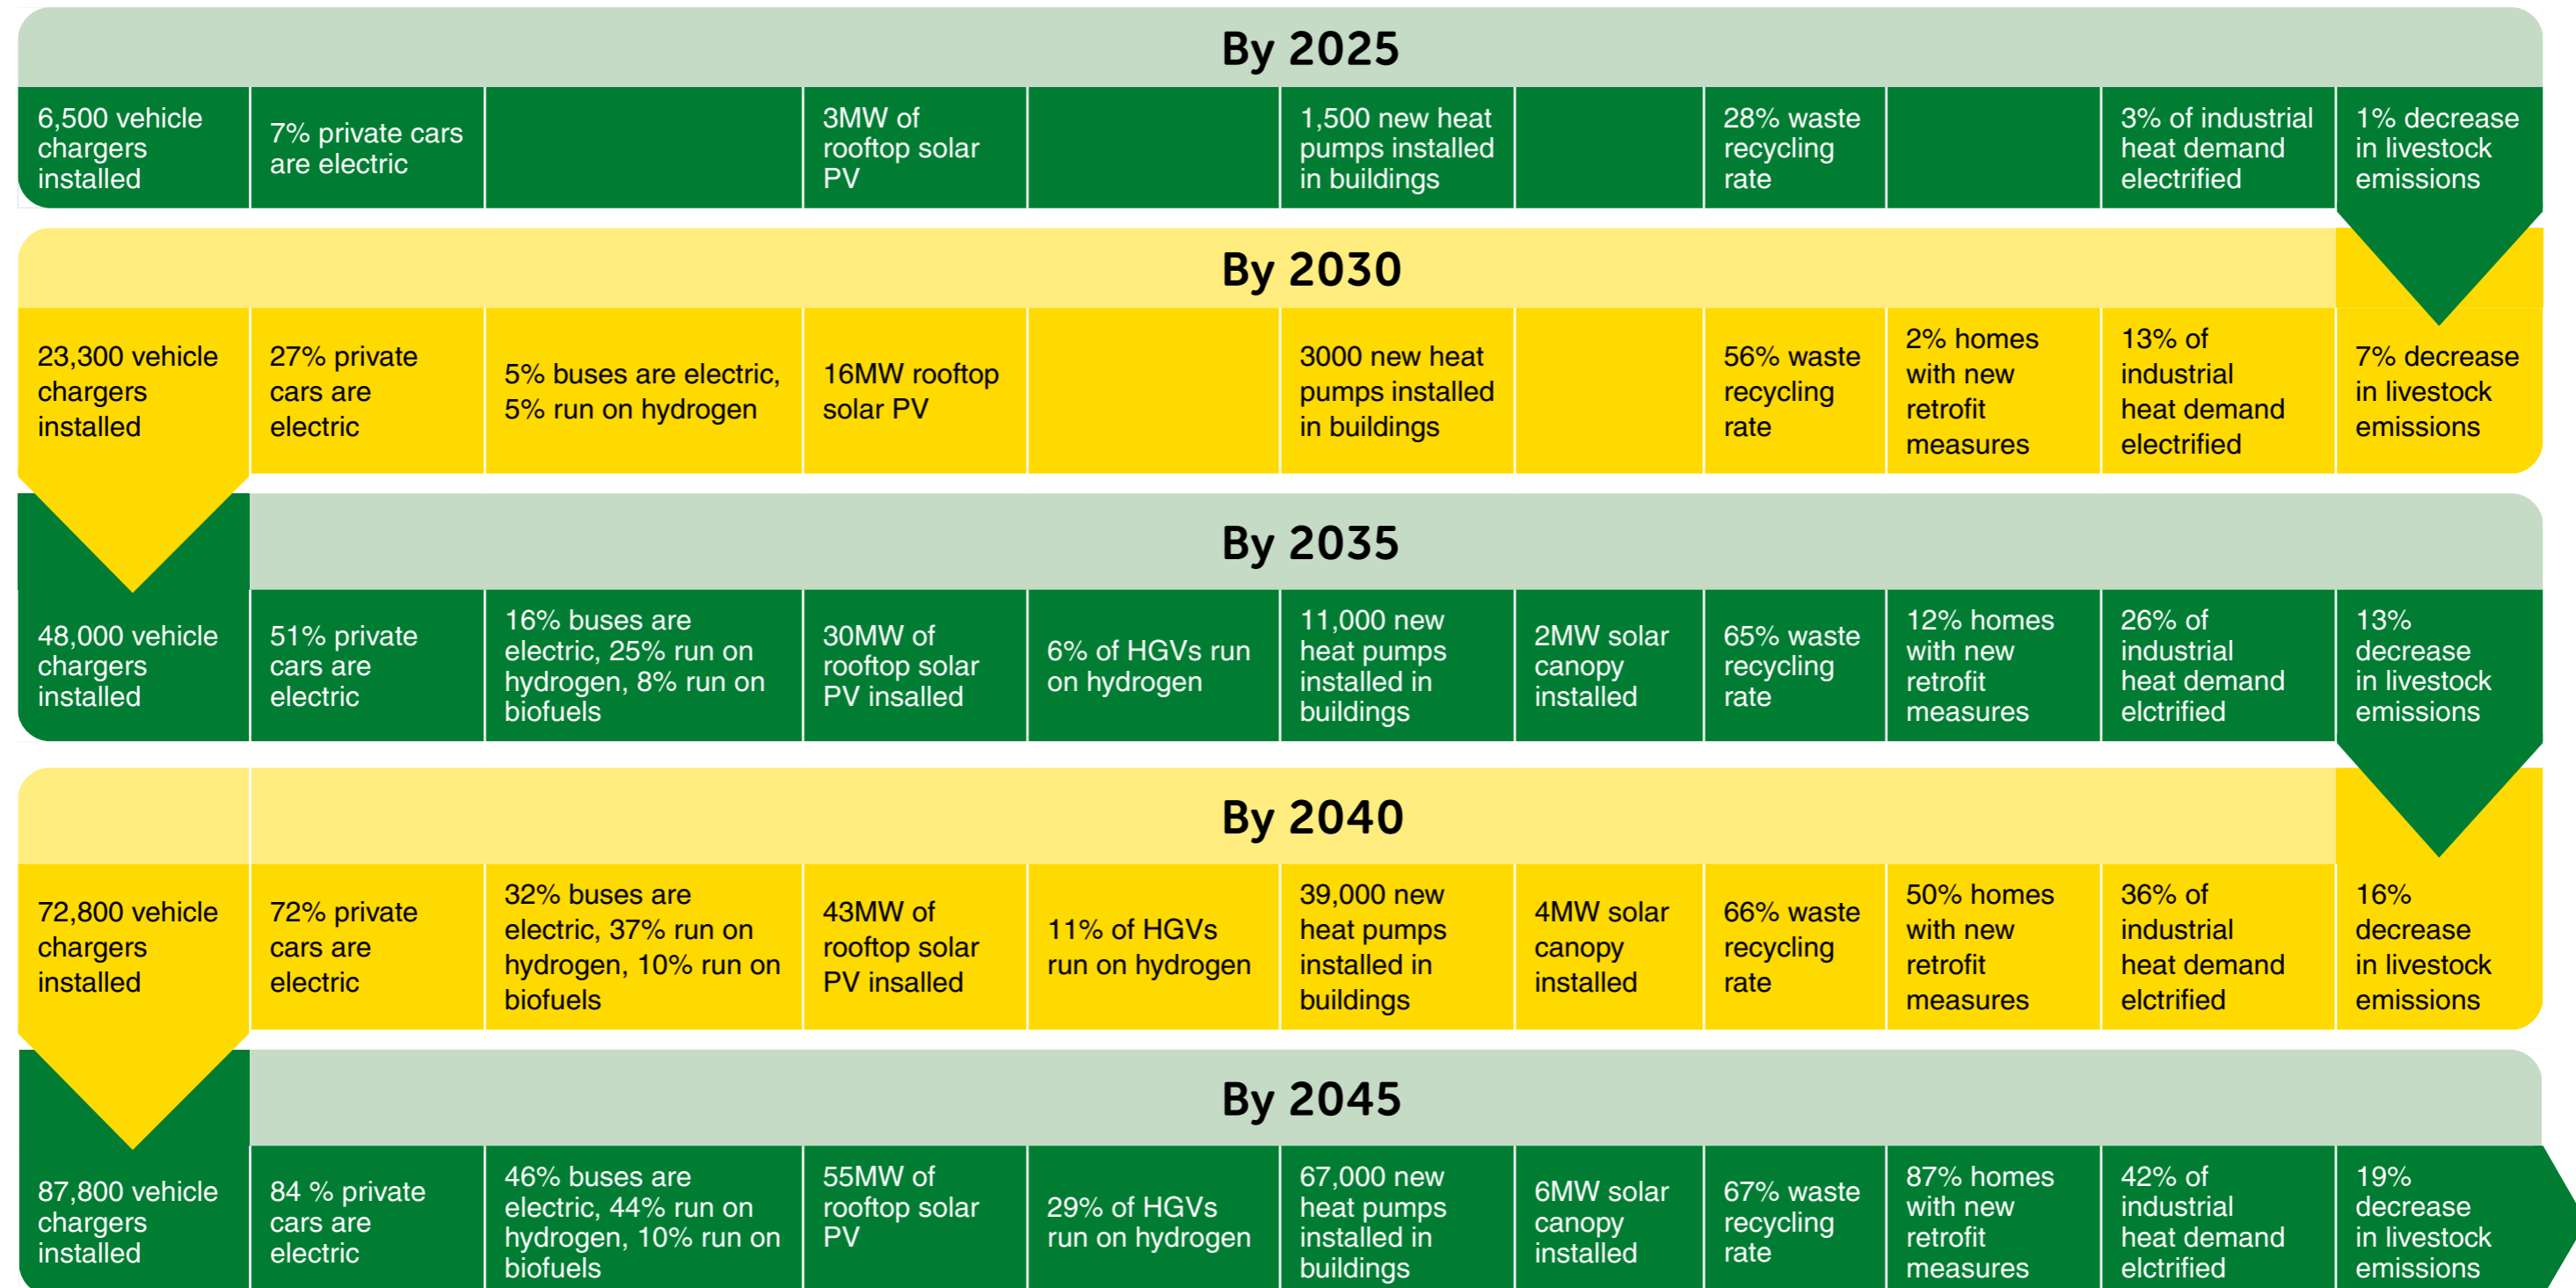 By 2025
6,500 vehicle
chargers
installed
7% private cars
are electric
3MW of
rooftop solar
PV
1,500 new heat
pumps installed
in buildings
28% waste
recycling
rate
3% of industrial
heat demand
electrified
1% decrease
in livestock
emissions
By 2030
23,300 vehicle
chargers
installed
27% private
cars are
electric
5% buses are electric,
5% run on hydrogen
16MW rooftop
solar PV
3000 new heat
pumps installed
in buildings
56% waste
recycling
rate
2% homes
with new
retrofit
measures
13% of
industrial
heat demand
electrified
7% decrease
in livestock
emissions
By 2035
48,000 vehicle
chargers
installed
51% private
cars are
electric
16% buses are
electric, 25% run on
hydrogen, 8% run on
biofuels
30MW of
rooftop solar
PV insalled
6% of HGVs run
on hydrogen
11,000 new
heat pumps
installed in
buildings
2MW solar
canopy
installed
65% waste
recycling
rate
12% homes
with new
retrofit
measures
26% of
industrial
heat demand
elctrified
13%
decrease
in livestock
emissions
By 2040
72,800 vehicle
chargers
installed
72% private
cars are
electric
32% buses are
electric, 37% run on
hydrogen, 10% run on
biofuels
43MW of
rooftop solar
PV insalled
11% of HGVs
run on hydrogen
39,000 new
heat pumps
installed in
buildings
4MW solar
canopy
installed
66% waste
recycling
rate
50% homes
with new
retrofit
measures
36% of
industrial
heat demand
elctrified
16%
decrease
in livestock
emissions
By 2045
87,800 vehicle
chargers
installed
84 % private
cars are
electric
46% buses are
electric, 44% run on
hydrogen, 10% run on
biofuels
55MW of
rooftop solar
PV
29% of HGVs
run on hydrogen
67,000 new
heat pumps
installed in
buildings
6MW solar
canopy
installed
67% waste
recycling
rate
87% homes
with new
retrofit
measures
42% of
industrial
heat demand
elctrified
19%
decrease
in livestock
emissions